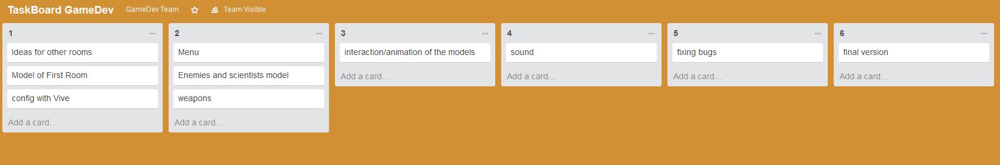 TaskBoard GameDev GameDev Team Team Visible
1
Ideas for other rooms
Model of First Room
config with Vive
Add a card...
2
Menu
Enemies and scientists model
weapons
Add a card...
3
interaction/animation of the models
Add a card...
4
sound
Add a card...
5
fixing bugs
Add a card...
6
final version
Add a card...